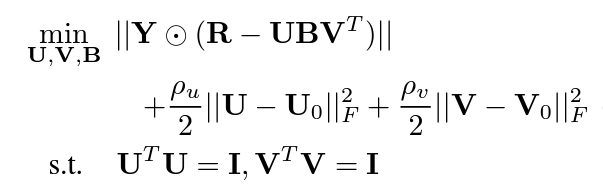 min_{U,V,B} ||Y ⊙ (R − UBV^T)||
+ ρ_u/2 ||U − U_0||_F^2 + ρ_v/2 ||V − V_0||_F^2
s.t. U^T U = I, V^T V = I